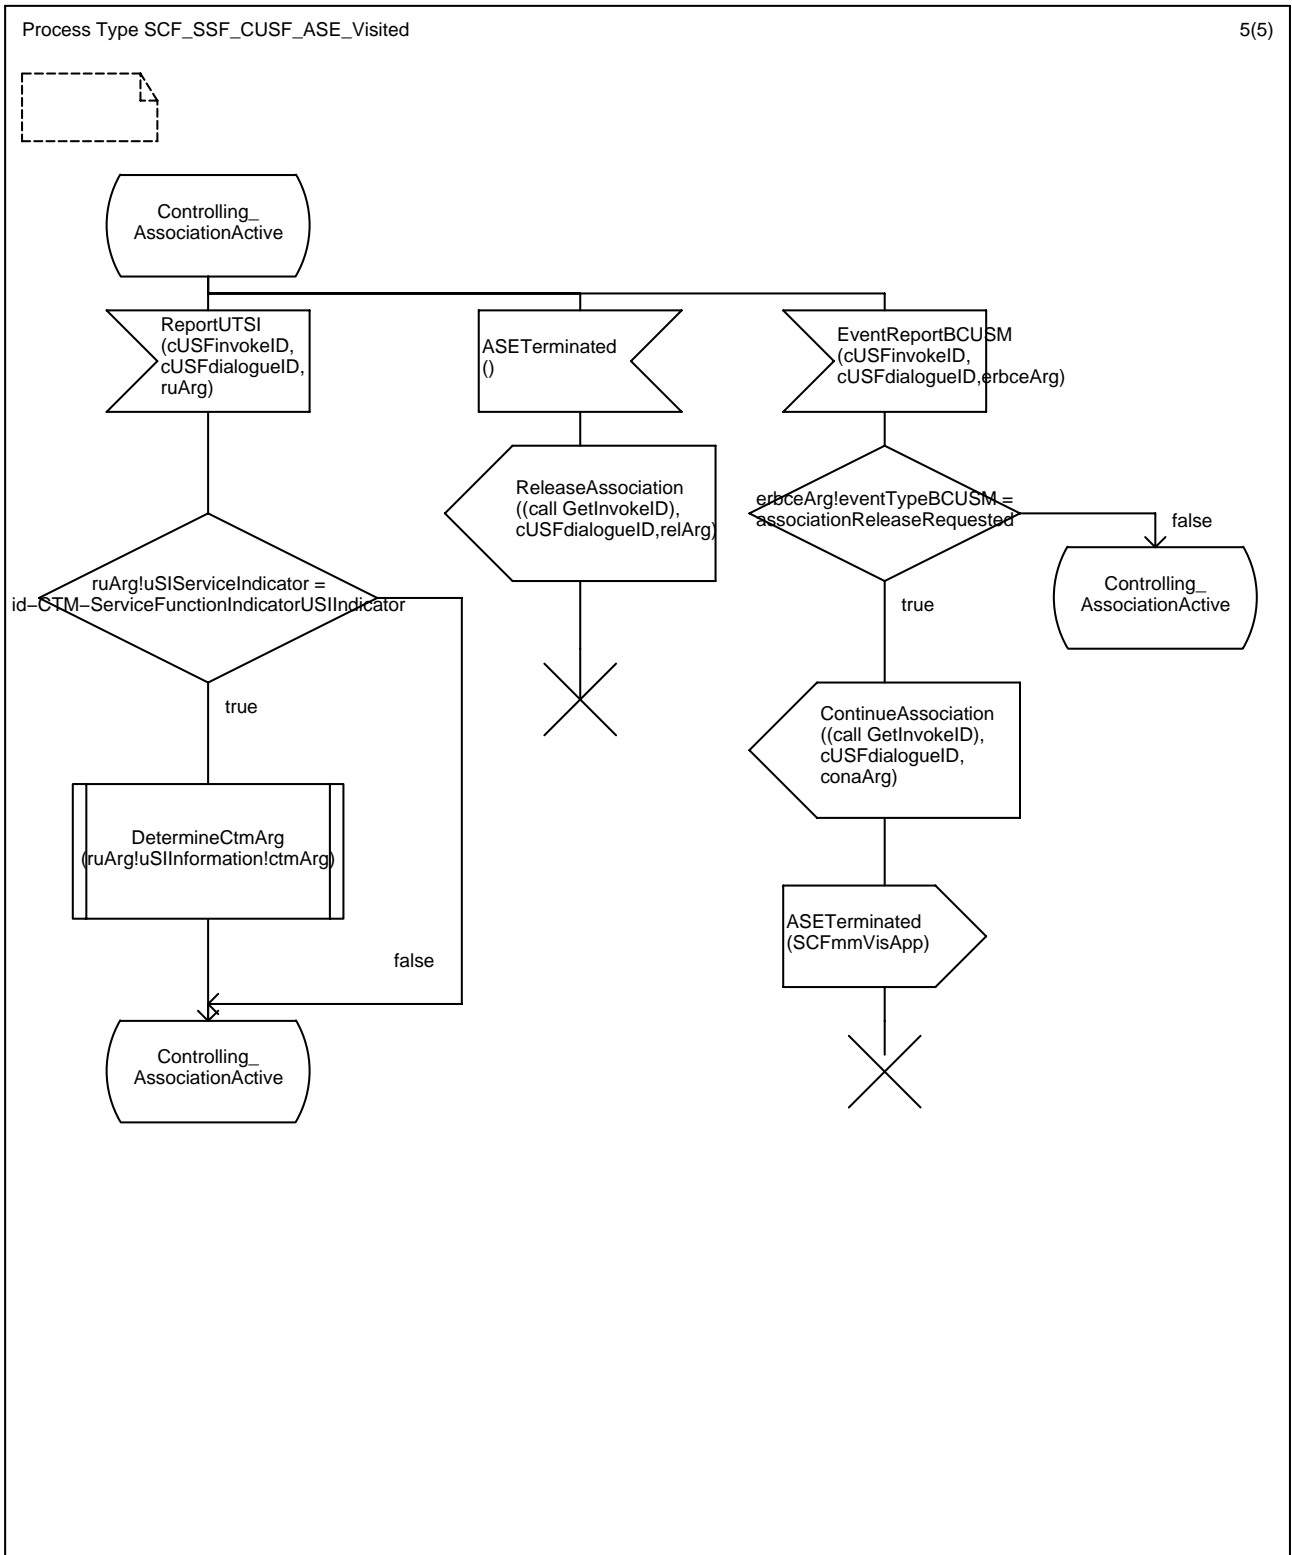 Process Type SCF_SSF_CUSF_ASE_Visited
5(5)
Controlling_
AssociationActive
ReportUTSI
(cUSFinvokeID,
cUSFdialogueID,
ruArg)
ASETerminated
()
EventReportBCUSM
(cUSFinvokeID,
cUSFdialogueID,erbceArg)
ReleaseAssociation
((call GetInvokeID),
cUSFdialogueID,relArg)
erbceArg!eventTypeBCUSM =
associationReleaseRequested
false
Controlling_
AssociationActive
true
ruArg!uSIServiceIndicator =
id–CTM–ServiceFunctionIndicatorUSIIndicator
true
ContinueAssociation
((call GetInvokeID),
cUSFdialogueID,
conaArg)
DetermineCtmArg
(ruArg!uSIInformation!ctmArg)
ASETerminated
(SCFmmVisApp)
false
Controlling_
AssociationActive